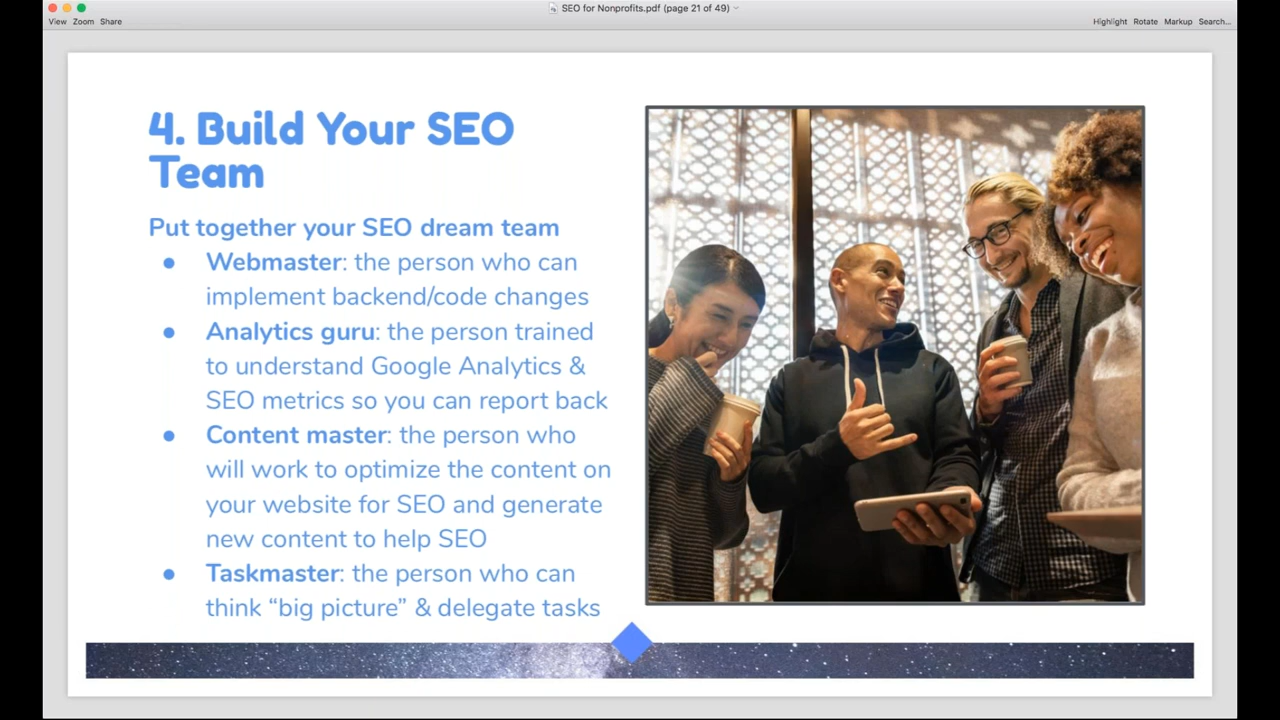 SEO for Nonprofits.pdf (page 21 of 49)
View Zoom Share
Highlight Rotate Markup Search...
4. Build Your SEO
Team
Put together your SEO dream team
● Webmaster: the person who can
implement backend/code changes
● Analytics guru: the person trained
to understand Google Analytics &
SEO metrics so you can report back
● Content master: the person who
will work to optimize the content on
your website for SEO and generate
new content to help SEO
● Taskmaster: the person who can
think “big picture” & delegate tasks